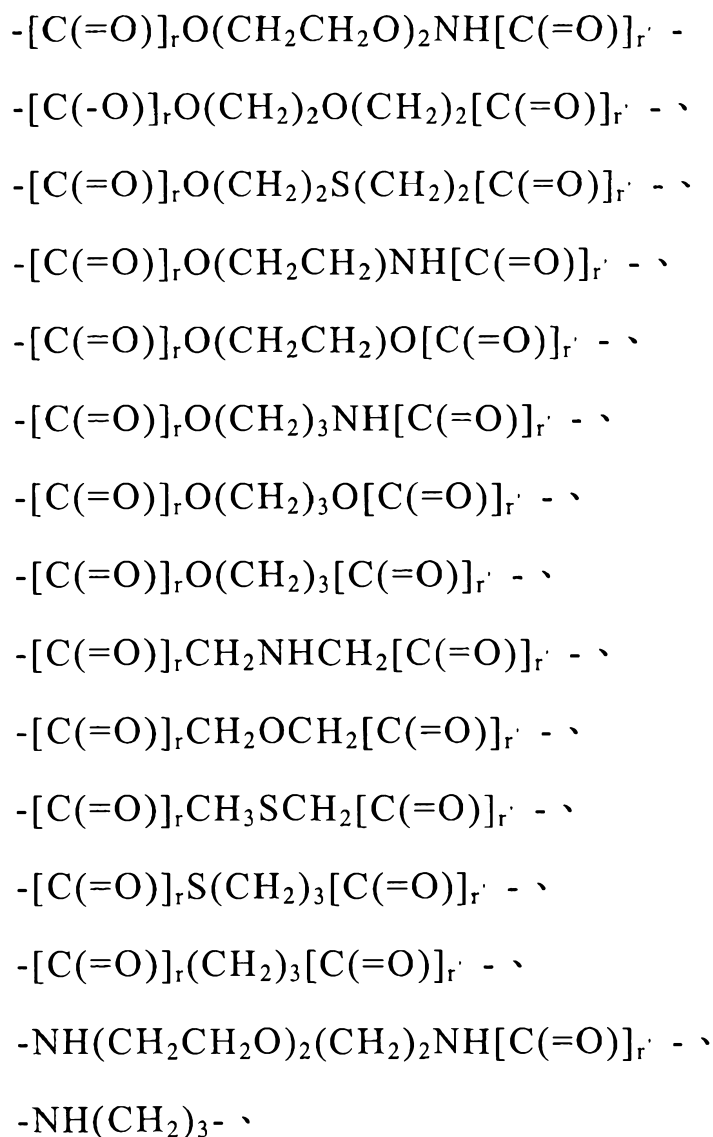 -[C(=O)]rO(CH₂CH₂O)₂NH[C(=O)]r' -
-[C(-O)]rO(CH₂)₂O(CH₂)₂[C(=O)]r' - 、
-[C(=O)]rO(CH₂)₂S(CH₂)₂[C(=O)]r' - 、
-[C(=O)]rO(CH₂CH₂)NH[C(=O)]r' - 、
-[C(=O)]rO(CH₂CH₂)O[C(=O)]r' - 、
-[C(=O)]rO(CH₂)₃NH[C(=O)]r' - 、
-[C(=O)]rO(CH₂)₃O[C(=O)]r' - 、
-[C(=O)]rO(CH₂)₃[C(=O)]r' - 、
-[C(=O)]rCH₂NHCH₂[C(=O)]r' - 、
-[C(=O)]rCH₂OCH₂[C(=O)]r' - 、
-[C(=O)]rCH₃SCH₂[C(=O)]r' - 、
-[C(=O)]rS(CH₂)₃[C(=O)]r' - 、
-[C(=O)]r(CH₂)₃[C(=O)]r' - 、
-NH(CH₂CH₂O)₂(CH₂)₂NH[C(=O)]r' - 、
-NH(CH₂)₃- 、